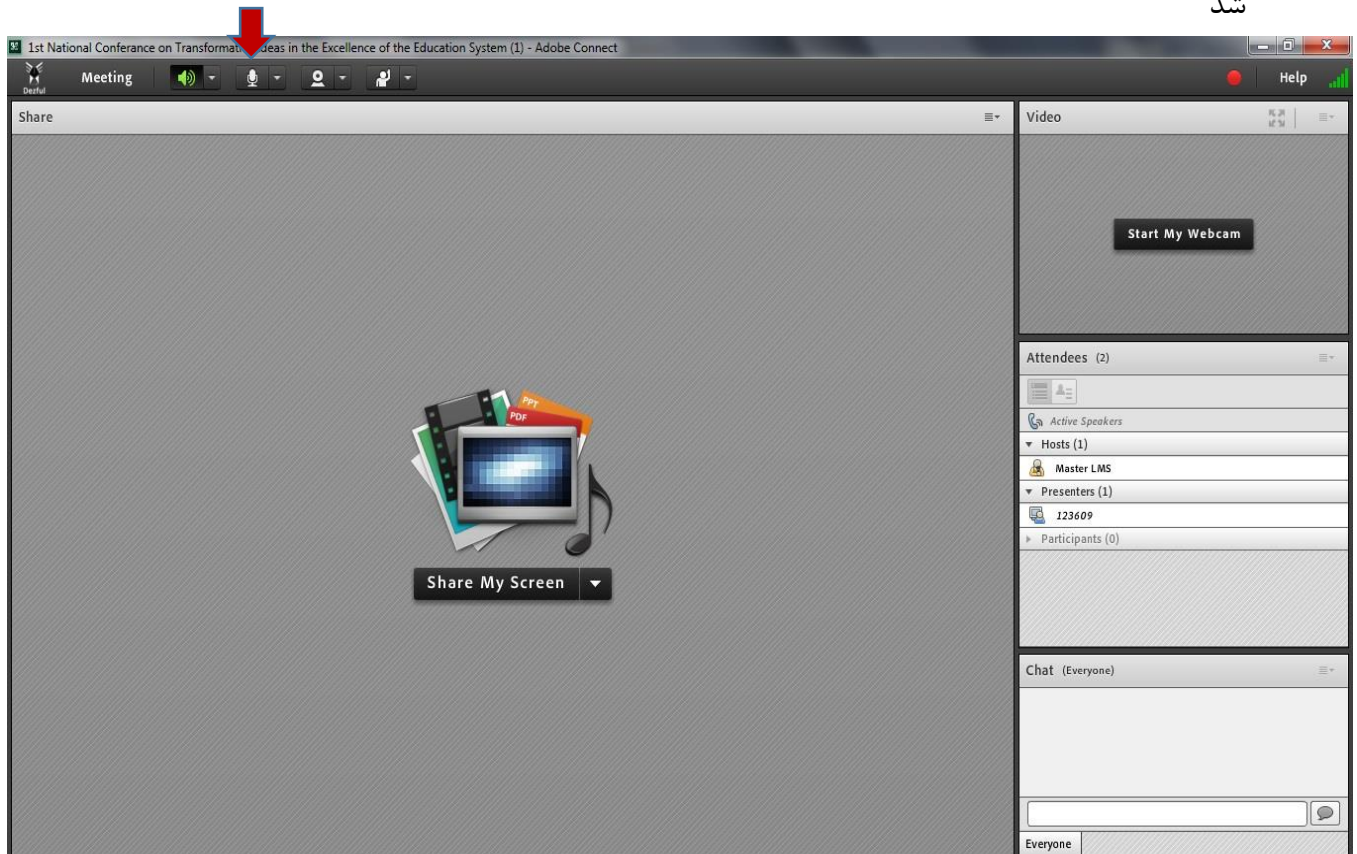 شد
1st National Conferance on Transformati deas in the Excellence of the Education System (1) - Adobe Connect
Dezful
Meeting
Help
Share
Video
Start My Webcam
Attendees (2)
Active Speakers
Hosts (1)
Master LMS
Presenters (1)
123609
Participants (0)
PPT
PDF
Share My Screen
Chat (Everyone)
Everyone